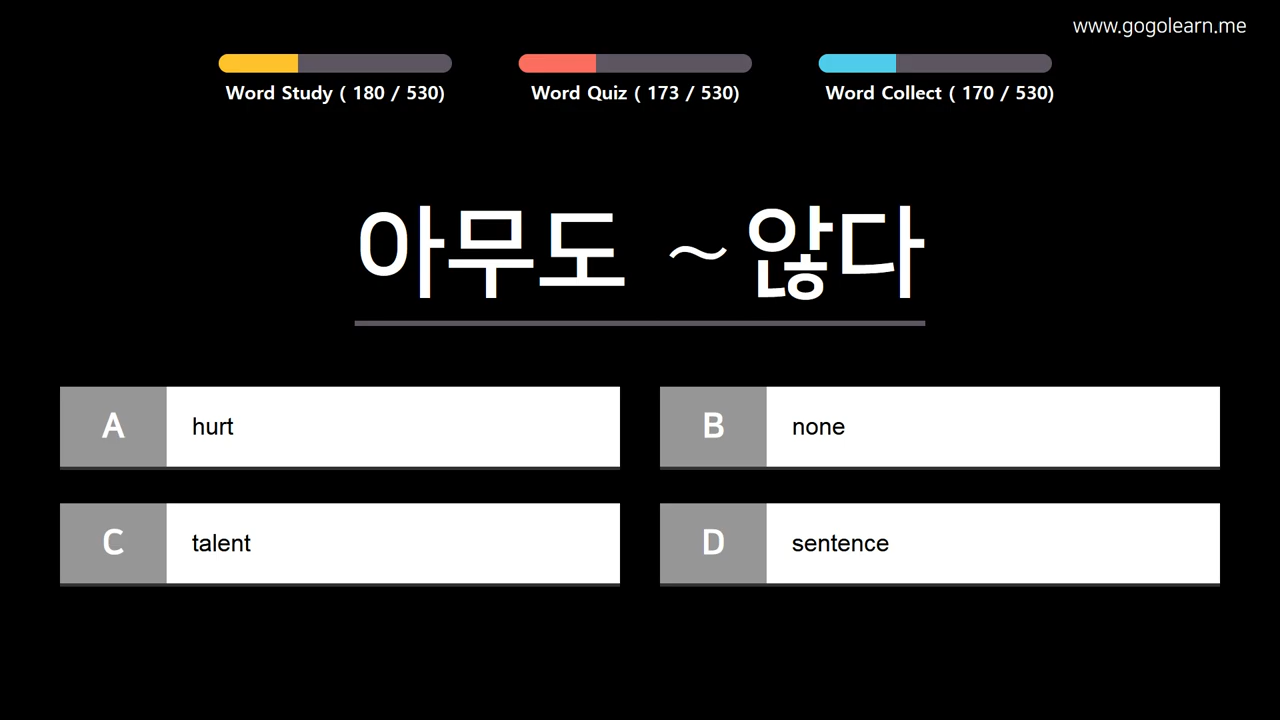 www.gogolearn.me
Word Study ( 180 / 530)
Word Quiz ( 173 / 530)
Word Collect ( 170 / 530)
아무도 ~않다
A hurt
B none
C talent
D sentence